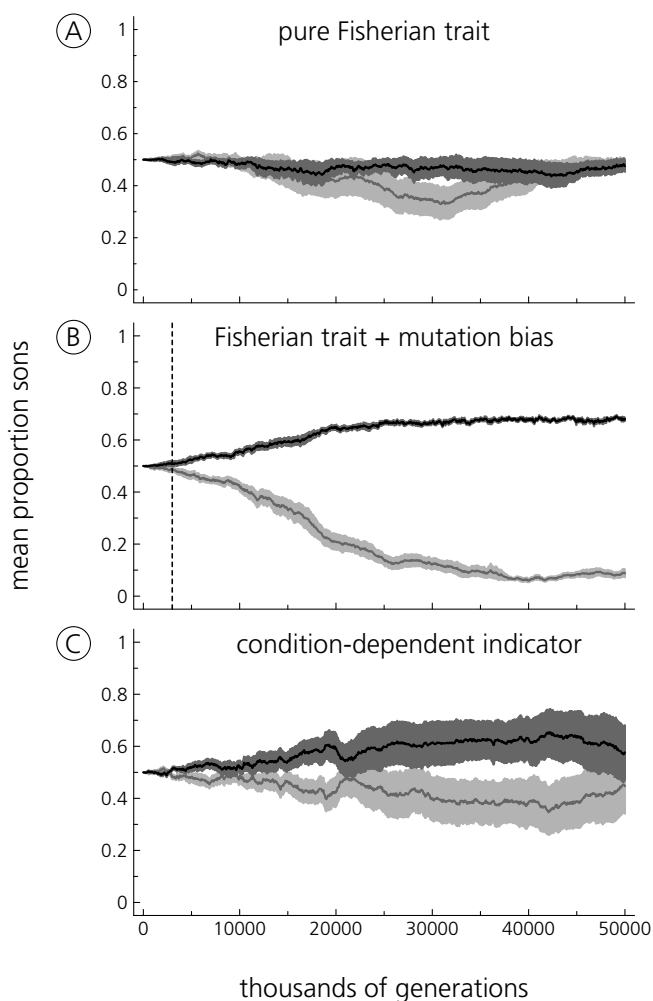 A
pure Fisherian trait
1
0.8
0.6
0.4
0.2
0
B
Fisherian trait + mutation bias
1
0.8
0.6
0.4
0.2
0
mean proportion sons
C
condition-dependent indicator
1
0.8
0.6
0.4
0.2
0
0 10000 20000 30000 40000 50000
thousands of generations